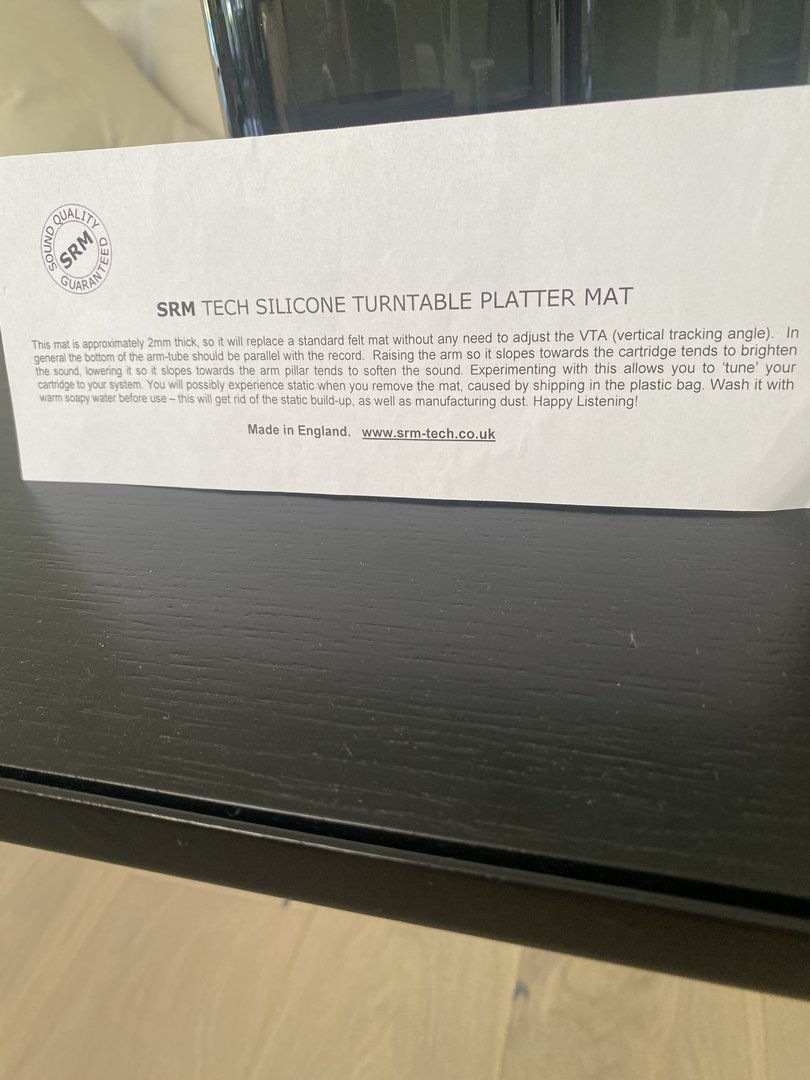 SOUND QUALITY
SRM
GUARANTEED
SRM TECH SILICONE TURNTABLE PLATTER MAT
This mat is approximately 2mm thick, so it will replace a standard felt mat without any need to adjust the VTA (vertical tracking angle). In
general the bottom of the arm-tube should be parallel with the record. Raising the arm so it slopes towards the cartridge tends to brighten
the sound, lowering it so it slopes towards the arm pillar tends to soften the sound. Experimenting with this allows you to ‘tune’ your
cartridge to your system. You will possibly experience static when you remove the mat, caused by shipping in the plastic bag. Wash it with
warm soapy water before use – this will get rid of the static build-up, as well as manufacturing dust. Happy Listening!
Made in England. www.srm-tech.co.uk